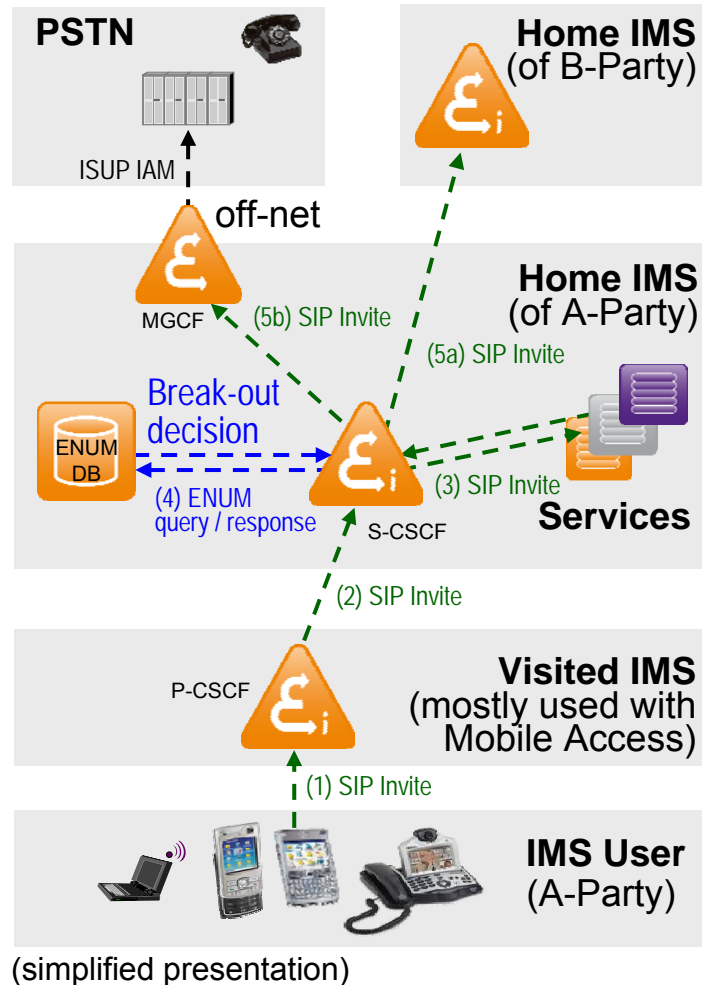 PSTN
Home IMS
(of B-Party)
ISUP IAM
off-net
MGCF
(5b) SIP Invite
Home IMS
(of A-Party)
(5a) SIP Invite
Break-out
decision
ENUM
DB
(4) ENUM
query / response
S-CSCF
(3) SIP Invite
Services
(2) SIP Invite
P-CSCF
Visited IMS
(mostly used with
Mobile Access)
(1) SIP Invite
IMS User
(A-Party)
(simplified presentation)